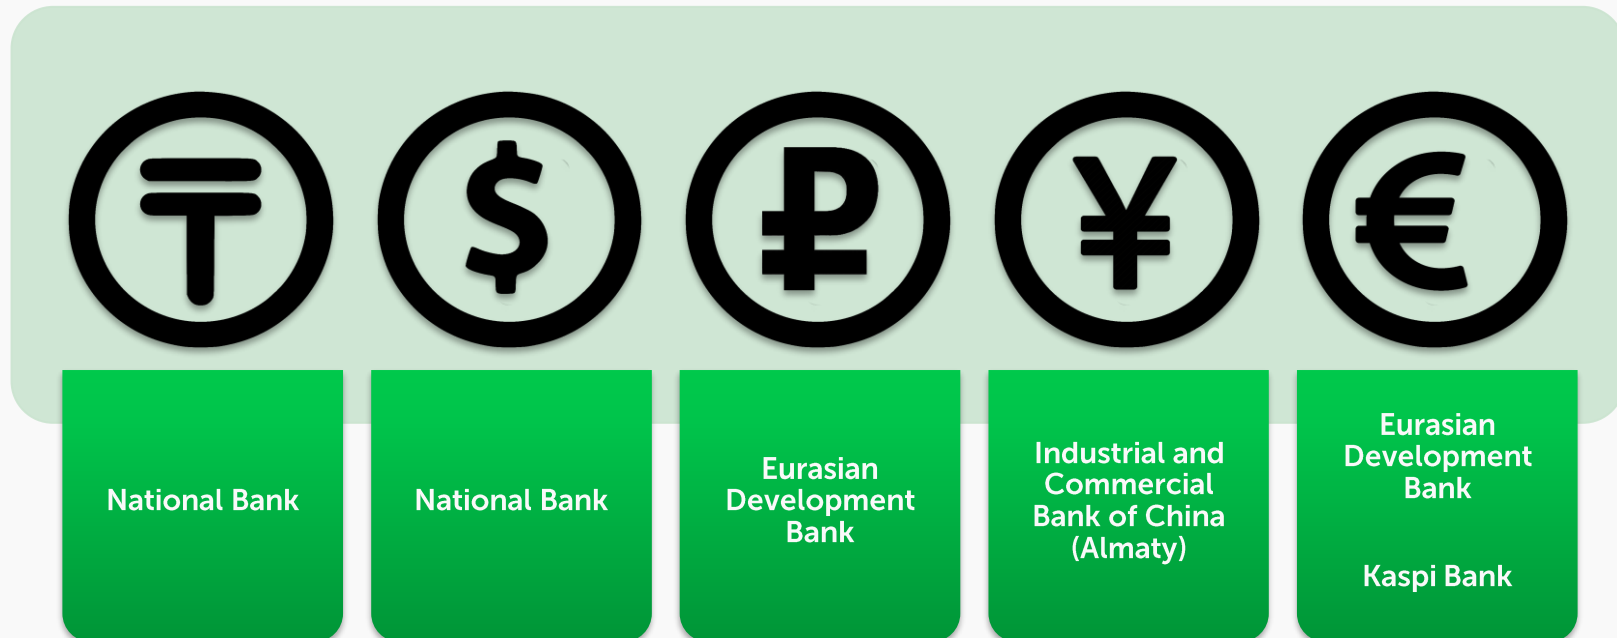 ₸
$
₽
¥
€
National Bank
National Bank
Eurasian
Development
Bank
Industrial and
Commercial
Bank of China
(Almaty)
Eurasian
Development
Bank
Kaspi Bank